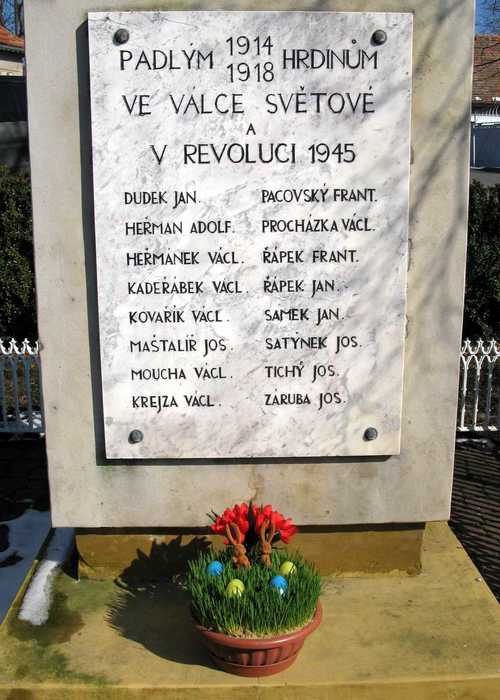 PADLÝM 1914 1918 HRDINŮM
VE VÁLCE SVĚTOVÉ
A
V REVOLUCI 1945
DUDEK JAN.
HEŘMAN ADOLF.
HEŘMANEK VÁCL.
KADEŘÁBEK VÁCL.
KOVAŘÍK VÁCL.
MAŠTALÍŘ JOS.
MOUCHA VÁCL.
KREJZA VÁCL.
PACOVSKÝ FRANT.
PROCHÁZKA VÁCL.
ŘÁPEK FRANT.
ŘÁPEK JAN.
SAMEK JAN.
SATÝNEK JOS.
TICHÝ JOS.
ZÁRUBA JOS.